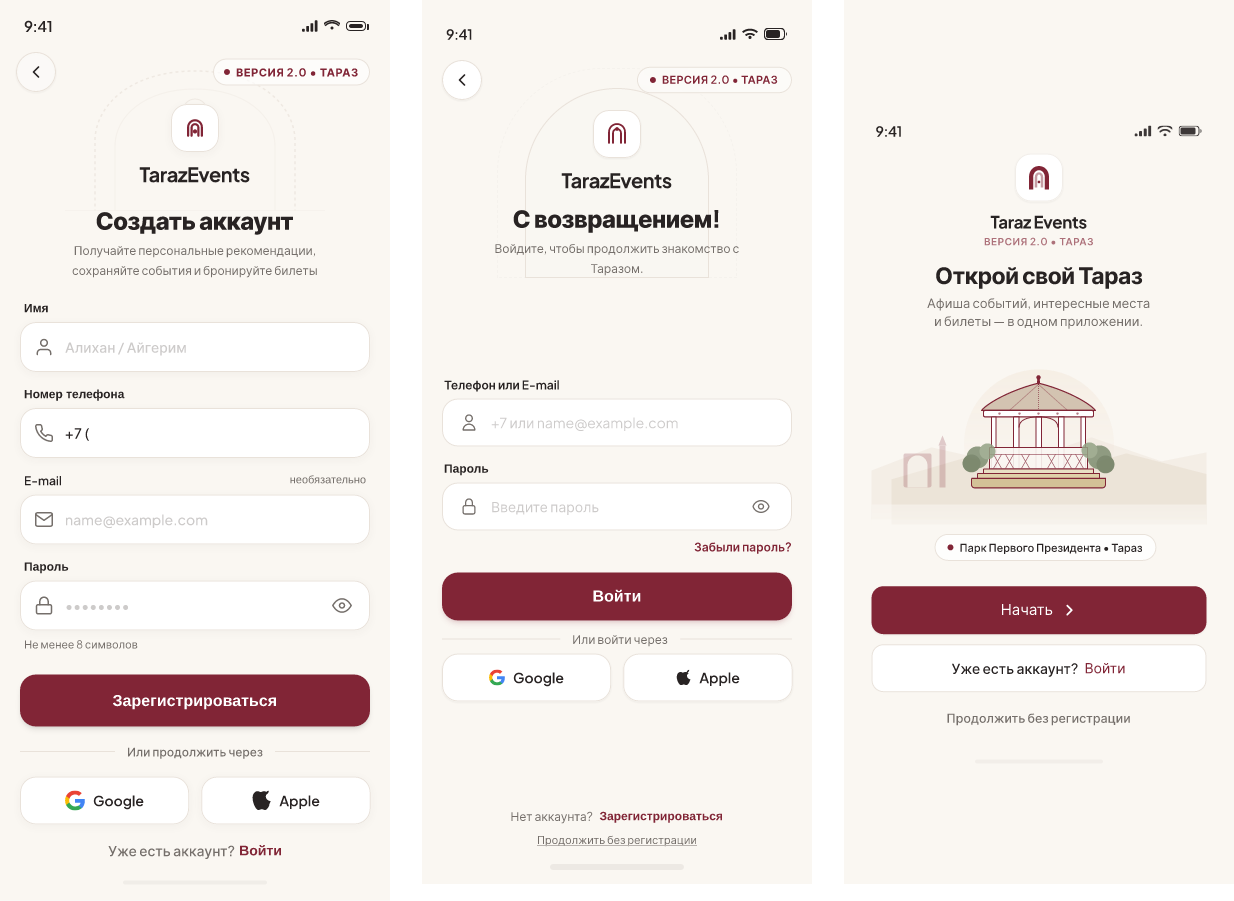 9:41
ВЕРСИЯ 2.0 • ТАРАЗ
TarazEvents
Создать аккаунт
Получайте персональные рекомендации,
сохраняйте события и бронируйте билеты
Имя
Алихан / Айгерим
Номер телефона
+7 (
E-mail
необязательно
name@example.com
Пароль
Не менее 8 символов
Зарегистрироваться
Или продолжить через
Google
Apple
Уже есть аккаунт? Войти
9:41
ВЕРСИЯ 2.0 • ТАРАЗ
TarazEvents
С возвращением!
Войдите, чтобы продолжить знакомство с
Таразом.
Телефон или E-mail
+7 или name@example.com
Пароль
Введите пароль
Забыли пароль?
Войти
Или войти через
Google
Apple
Нет аккаунта? Зарегистрироваться
Продолжить без регистрации
9:41
Taraz Events
ВЕРСИЯ 2.0 • ТАРАЗ
Открой свой Тараз
Афиша событий, интересные места
и билеты — в одном приложении.
Парк Первого Президента • Тараз
Начать
Уже есть аккаунт? Войти
Продолжить без регистрации